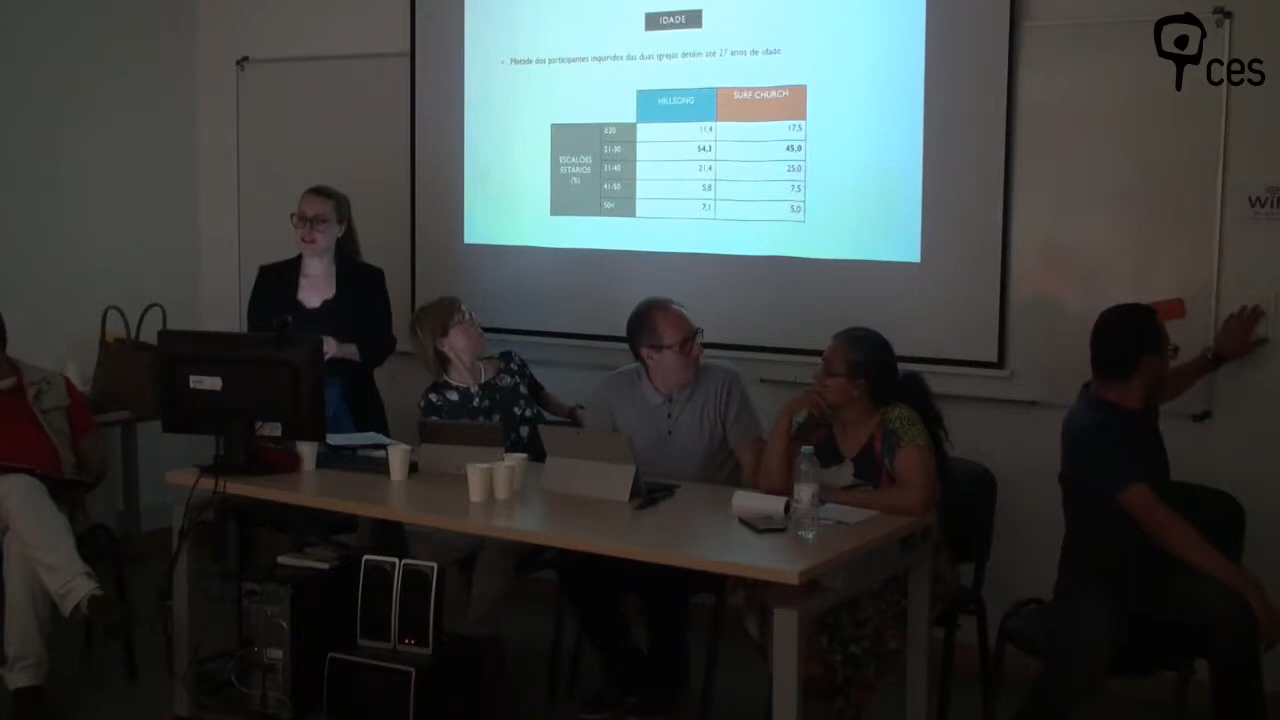 IDADE
Metade dos participantes inquiridos das duas igrejas detêm até 27 anos de idade
HILLSONG SURF CHURCH
≥20 11,4 17,5
21-30 54,3 45,0
31-40 21,4 25,0
41-50 5,8 7,5
50< 7,1 5,0
ESCALÕES
ETÁRIOS
(%)
ces